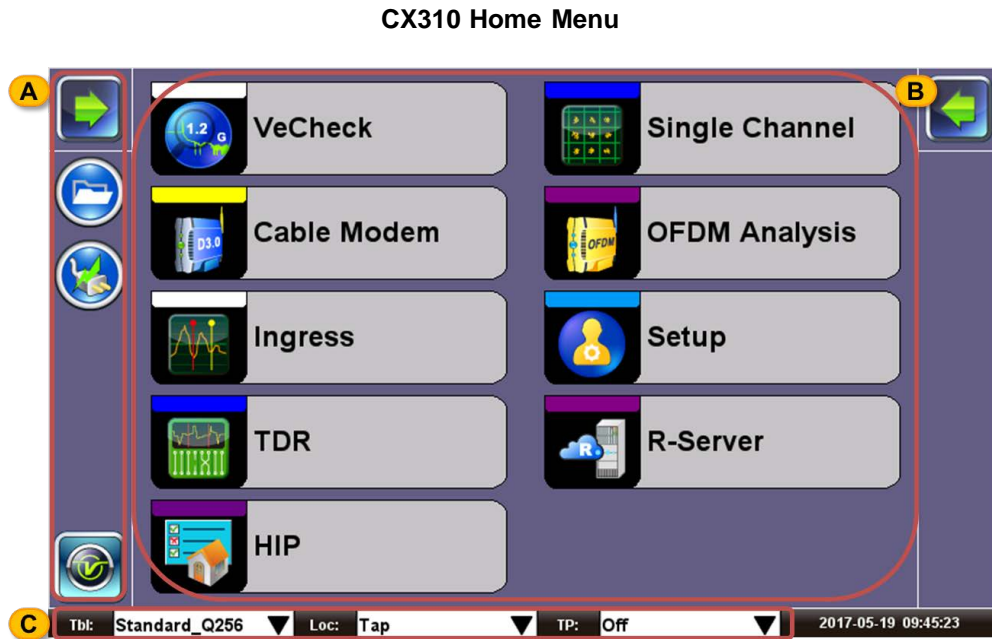 CX310 Home Menu
A
B
1.2 G
VeCheck
Single Channel
D3.0
Cable Modem
OFDM
OFDM Analysis
Ingress
Setup
TDR
R
R-Server
HIP
C
Tbl: Standard_Q256 Loc: Tap TP: Off 2017-05-19 09:45:23